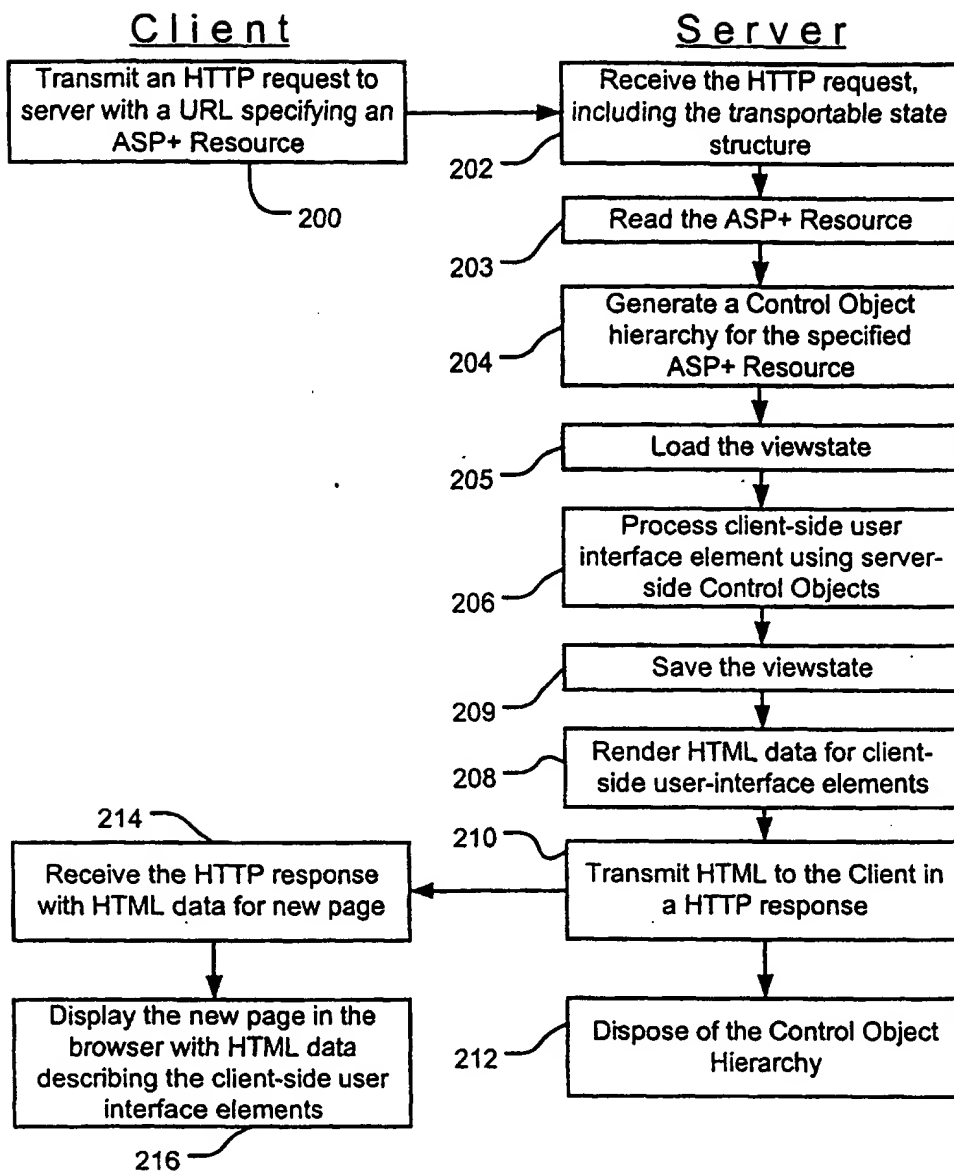 Client
Server
Transmit an HTTP request to
server with a URL specifying an
ASP+ Resource
200
Receive the HTTP request,
including the transportable state
structure
202
Read the ASP+ Resource
203
Generate a Control Object
hierarchy for the specified
ASP+ Resource
204
Load the viewstate
205
Process client-side user
interface element using server-
side Control Objects
206
Save the viewstate
209
Render HTML data for client-
side user-interface elements
208
Transmit HTML to the Client in
a HTTP response
210
214
Receive the HTTP response
with HTML data for new page
Dispose of the Control Object
Hierarchy
212
Display the new page in the
browser with HTML data
describing the client-side user
interface elements
216